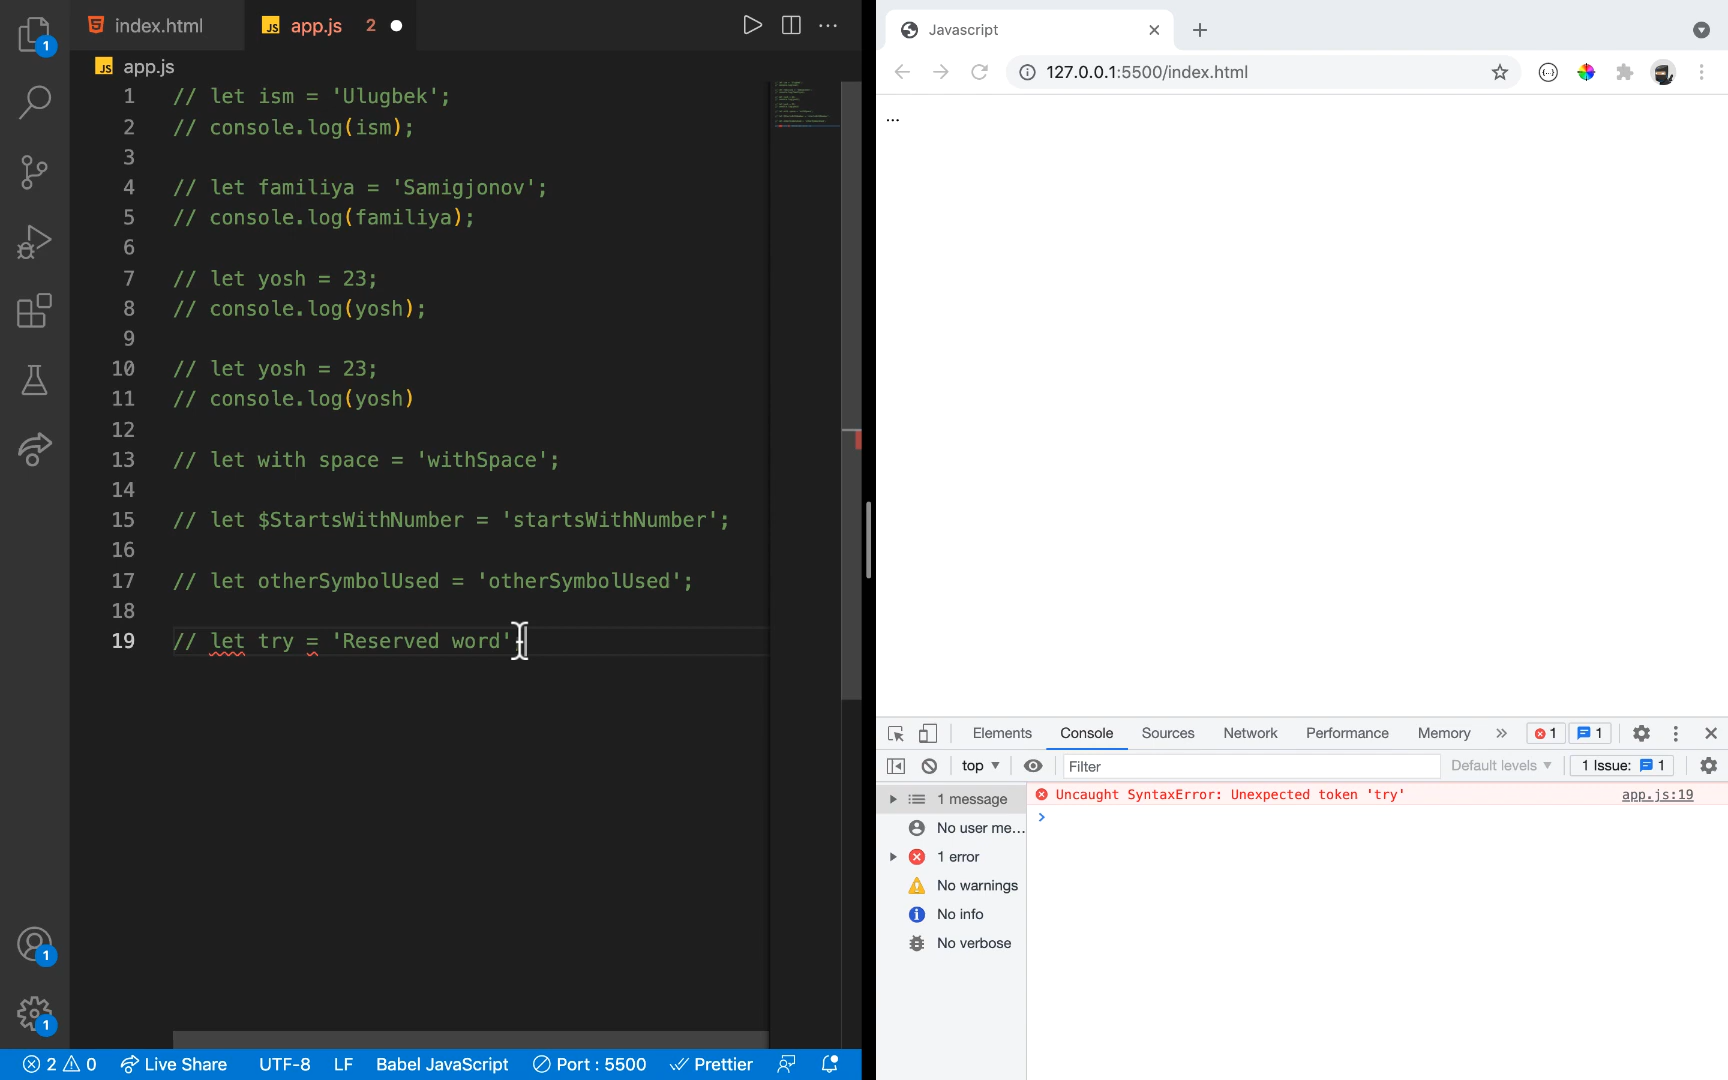 index.html
app.js 2
app.js
1 // let ism = 'Ulugbek';
2 // console.log(ism);
3
4 // let familiya = 'Samigjonov';
5 // console.log(familiya);
6
7 // let yosh = 23;
8 // console.log(yosh);
9
10 // let yosh = 23;
11 // console.log(yosh)
12
13 // let with space = 'withSpace';
14
15 // let $StartsWithNumber = 'startsWithNumber';
16
17 // let otherSymbolUsed = 'otherSymbolUsed';
18
19 // let try = 'Reserved word'
1
1
1
2 0 Live Share UTF-8 LF Babel JavaScript Port : 5500 Prettier
Javascript
127.0.0.1:5500/index.html
...
Elements Console Sources Network Performance Memory » 1 1
top Filter Default levels 1 Issue: 1
1 message
No user me...
1 error
No warnings
No info
No verbose
Uncaught SyntaxError: Unexpected token 'try' app.js:19
>